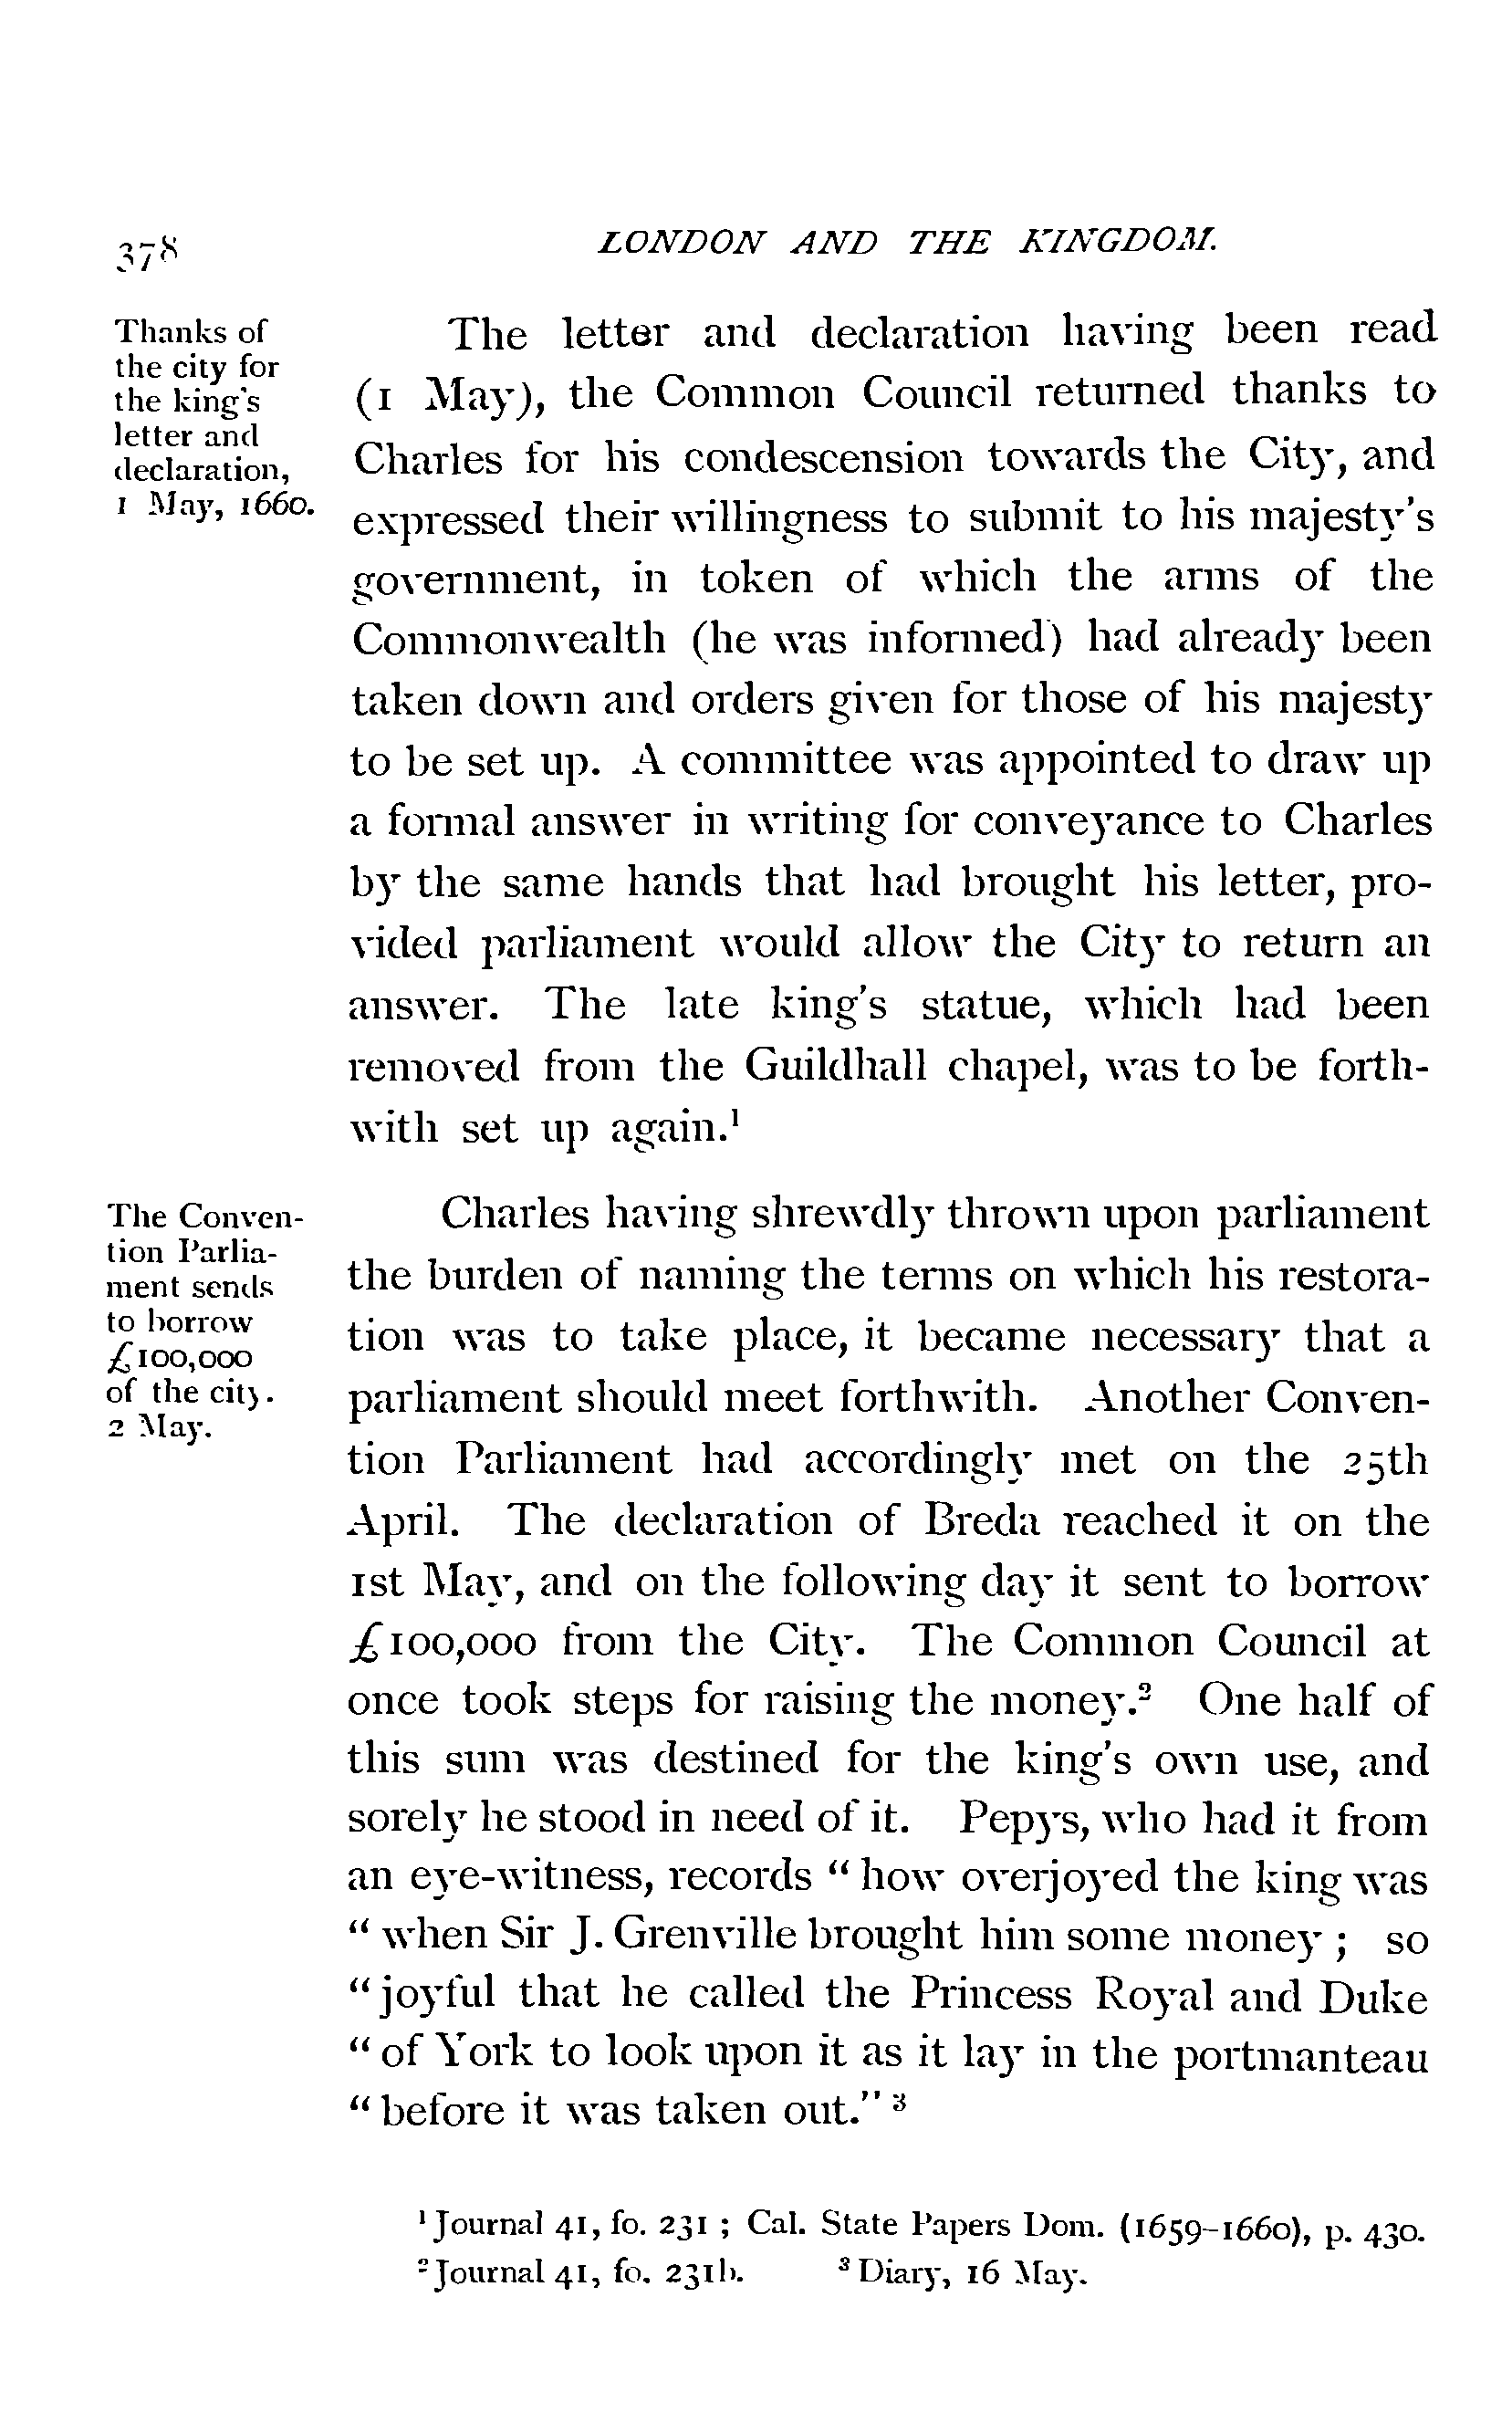 378
LONDON AND THE KINGDOM.
Thanks of
the city for
the king's
letter and
declaration,
1 May, 1660.
The letter and declaration having been read
(1 May), the Common Council returned thanks to
Charles for his condescension towards the City, and
expressed their willingness to submit to his majesty's
government, in token of which the arms of the
Commonwealth (he was informed) had already been
taken down and orders given for those of his majesty
to be set up. A committee was appointed to draw up
a formal answer in writing for conveyance to Charles
by the same hands that had brought his letter, pro-
vided parliament would allow the City to return an
answer. The late king's statue, which had been
removed from the Guildhall chapel, was to be forth-
with set up again.¹
The Conven-
tion Parlia-
ment sends
to borrow
£100,000
of the city.
2 May.
Charles having shrewdly thrown upon parliament
the burden of naming the terms on which his restora-
tion was to take place, it became necessary that a
parliament should meet forthwith. Another Conven-
tion Parliament had accordingly met on the 25th
April. The declaration of Breda reached it on the
1st May, and on the following day it sent to borrow
£100,000 from the City. The Common Council at
once took steps for raising the money.² One half of
this sum was destined for the king's own use, and
sorely he stood in need of it. Pepys, who had it from
an eye-witness, records "how overjoyed the king was
"when Sir J. Grenville brought him some money; so
"joyful that he called the Princess Royal and Duke
"of York to look upon it as it lay in the portmanteau
"before it was taken out."³
¹ Journal 41, fo. 231; Cal. State Papers Dom. (1659-1660), p. 430.
² Journal 41, fo. 231b. ³ Diary, 16 May.